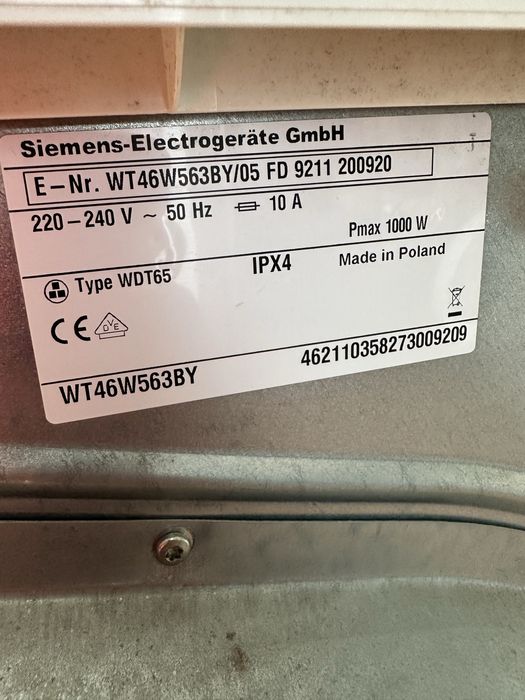 Siemens-Electrogeräte GmbH
E-Nr. WT46W563BY/05 FD 9211 200920
220-240 V ~ 50 Hz 10 A
Pmax 1000 W
Type WDT65 IPX4 Made in Poland
CE DVE
WT46W563BY 462110358273009209